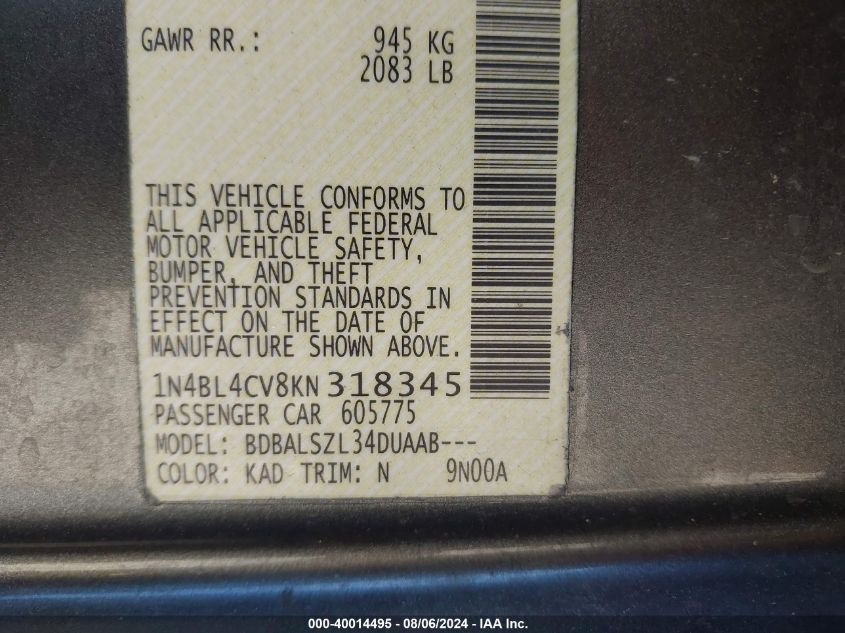 GAWR RR.: 945 KG
2083 LB
THIS VEHICLE CONFORMS TO
ALL APPLICABLE FEDERAL
MOTOR VEHICLE SAFETY,
BUMPER, AND THEFT
PREVENTION STANDARDS IN
EFFECT ON THE DATE OF
MANUFACTURE SHOWN ABOVE.
1N4BL4CV8KN318345
PASSENGER CAR 605775
MODEL: BDBALSZL34DUAAB---
COLOR: KAD TRIM: N 9N00A
000-40014495 - 08/06/2024 - IAA Inc.